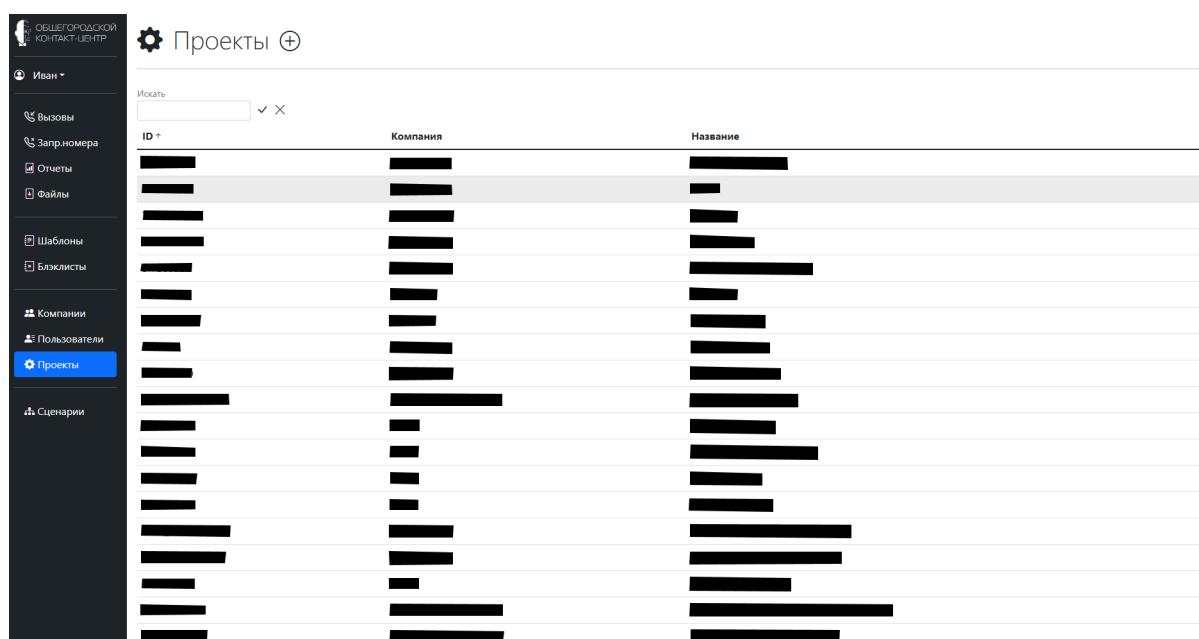 ОБЩЕГОРОДСКОЙ
КОНТАКТ-ЦЕНТР
Иван
Вызовы
Запр.номера
Отчеты
Файлы
Шаблоны
Блэклисты
Компании
Пользователи
Проекты
Сценарии
Проекты
Искать
ID ↑ Компания Название